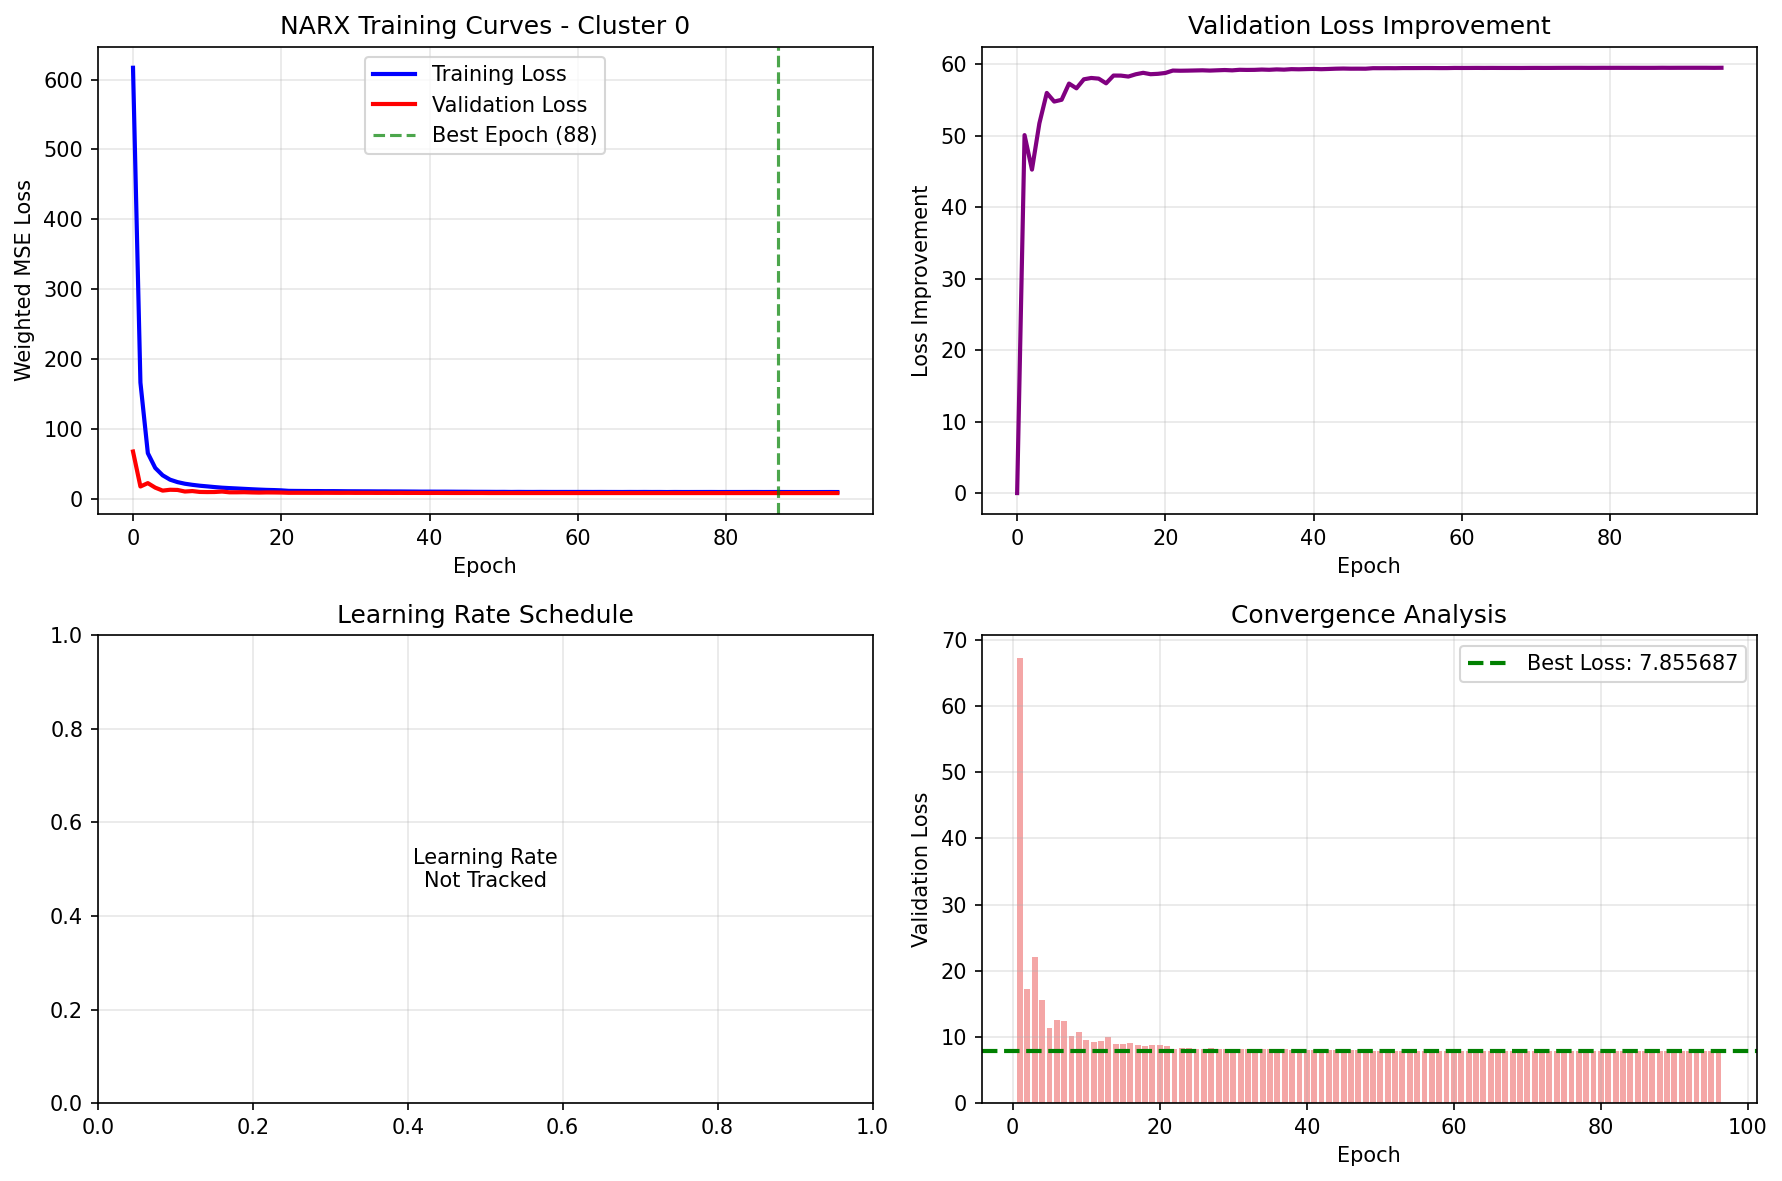 NARX Training Curves - Cluster 0
Weighted MSE Loss
600
500
400
300
200
100
0
Training Loss
Validation Loss
Best Epoch (88)
0 20 40 60 80
Epoch
Validation Loss Improvement
Loss Improvement
60
50
40
30
20
10
0
0 20 40 60 80
Epoch
Learning Rate Schedule
1.0
0.8
0.6
0.4
0.2
0.0
Learning Rate
Not Tracked
0.0 0.2 0.4 0.6 0.8 1.0
Convergence Analysis
Validation Loss
70
60
50
40
30
20
10
0
Best Loss: 7.855687
0 20 40 60 80 100
Epoch